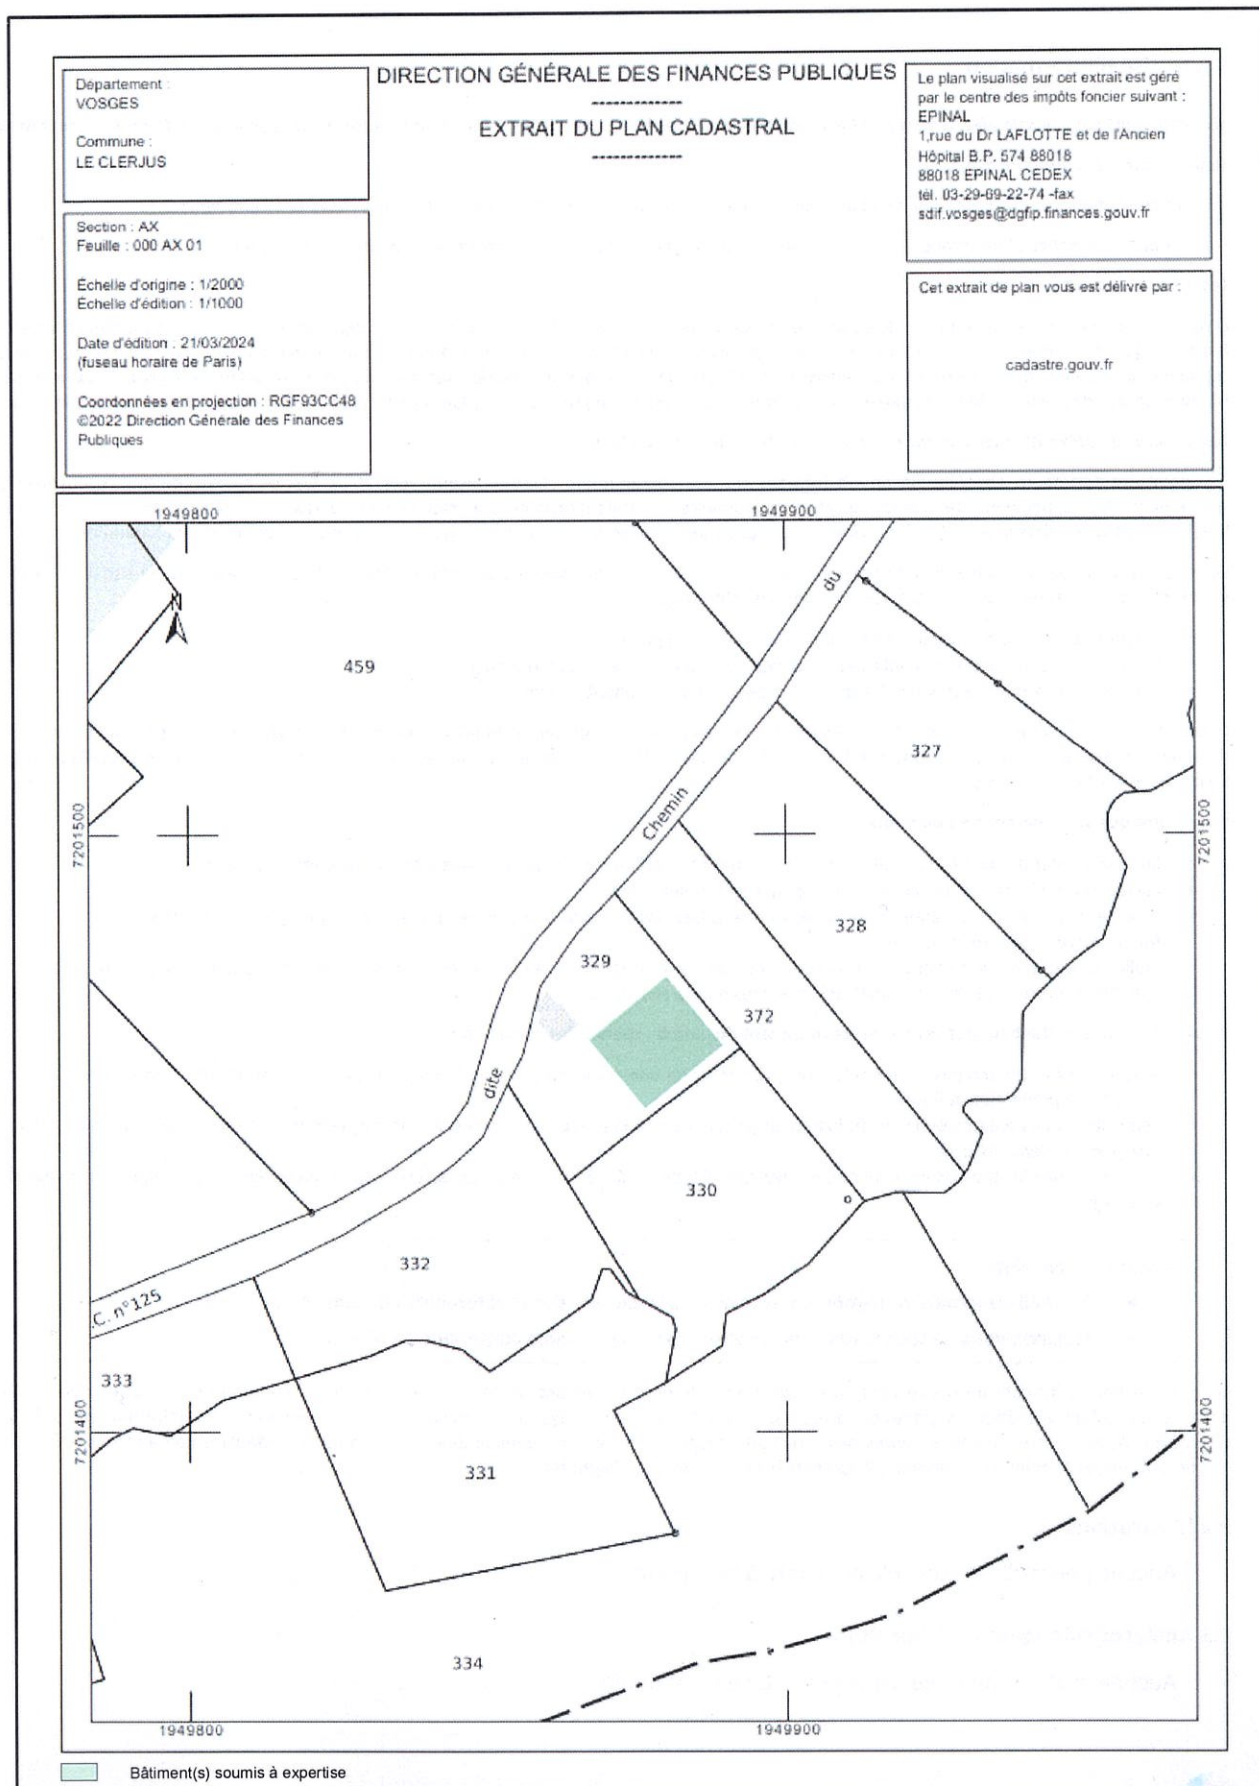 Département :
VOSGES
Commune :
LE CLERJUS
Section : AX
Feuille : 000 AX 01
Échelle d'origine : 1/2000
Échelle d'édition : 1/1000
Date d'édition : 21/03/2024
(fuseau horaire de Paris)
Coordonnées en projection : RGF93CC48
©2022 Direction Générale des Finances
Publiques
DIRECTION GÉNÉRALE DES FINANCES PUBLIQUES
-------------
EXTRAIT DU PLAN CADASTRAL
-------------
Le plan visualisé sur cet extrait est géré
par le centre des impôts foncier suivant :
EPINAL
1,rue du Dr LAFLOTTE et de l'Ancien
Hôpital B.P. 574 88018
88018 EPINAL CEDEX
tél. 03-29-69-22-74 -fax
sdif.vosges@dgfip.finances.gouv.fr
Cet extrait de plan vous est délivré par :
cadastre.gouv.fr
1949800
1949900
N
du
459
327
7201500
7201500
Chemin
328
329
372
dite
330
332
.C. n°125
333
7201400
7201400
331
334
1949800
1949900
Bâtiment(s) soumis à expertise